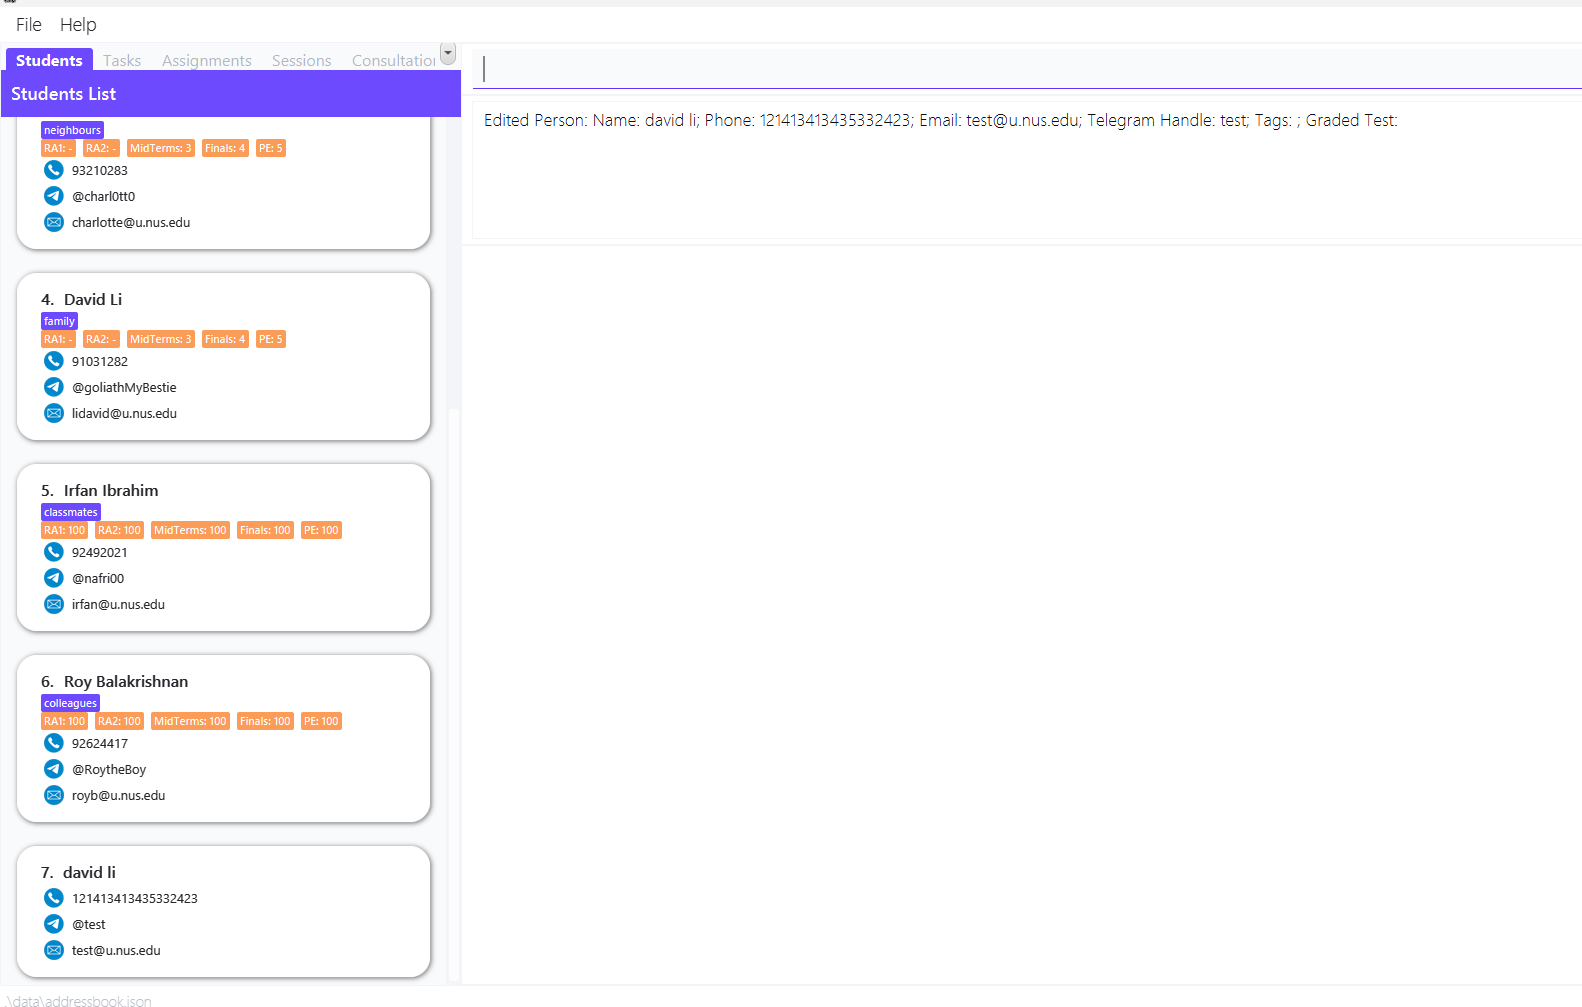 File Help
Students Tasks Assignments Sessions Consultation
Students List
neighbours
RA1: - RA2: - MidTerms: 3 Finals: 4 PE: 5
93210283
@charl0tt0
charlotte@u.nus.edu
4. David Li
family
RA1: - RA2: - MidTerms: 3 Finals: 4 PE: 5
91031282
@goliathMyBestie
lidavid@u.nus.edu
5. Irfan Ibrahim
classmates
RA1: 100 RA2: 100 MidTerms: 100 Finals: 100 PE: 100
92492021
@nafri00
irfan@u.nus.edu
6. Roy Balakrishnan
colleagues
RA1: 100 RA2: 100 MidTerms: 100 Finals: 100 PE: 100
92624417
@RoytheBoy
royb@u.nus.edu
7. david li
121413413435332423
@test
test@u.nus.edu
Edited Person: Name: david li; Phone: 121413413435332423; Email: test@u.nus.edu; Telegram Handle: test; Tags: ; Graded Test:
.\data\addressbook.json